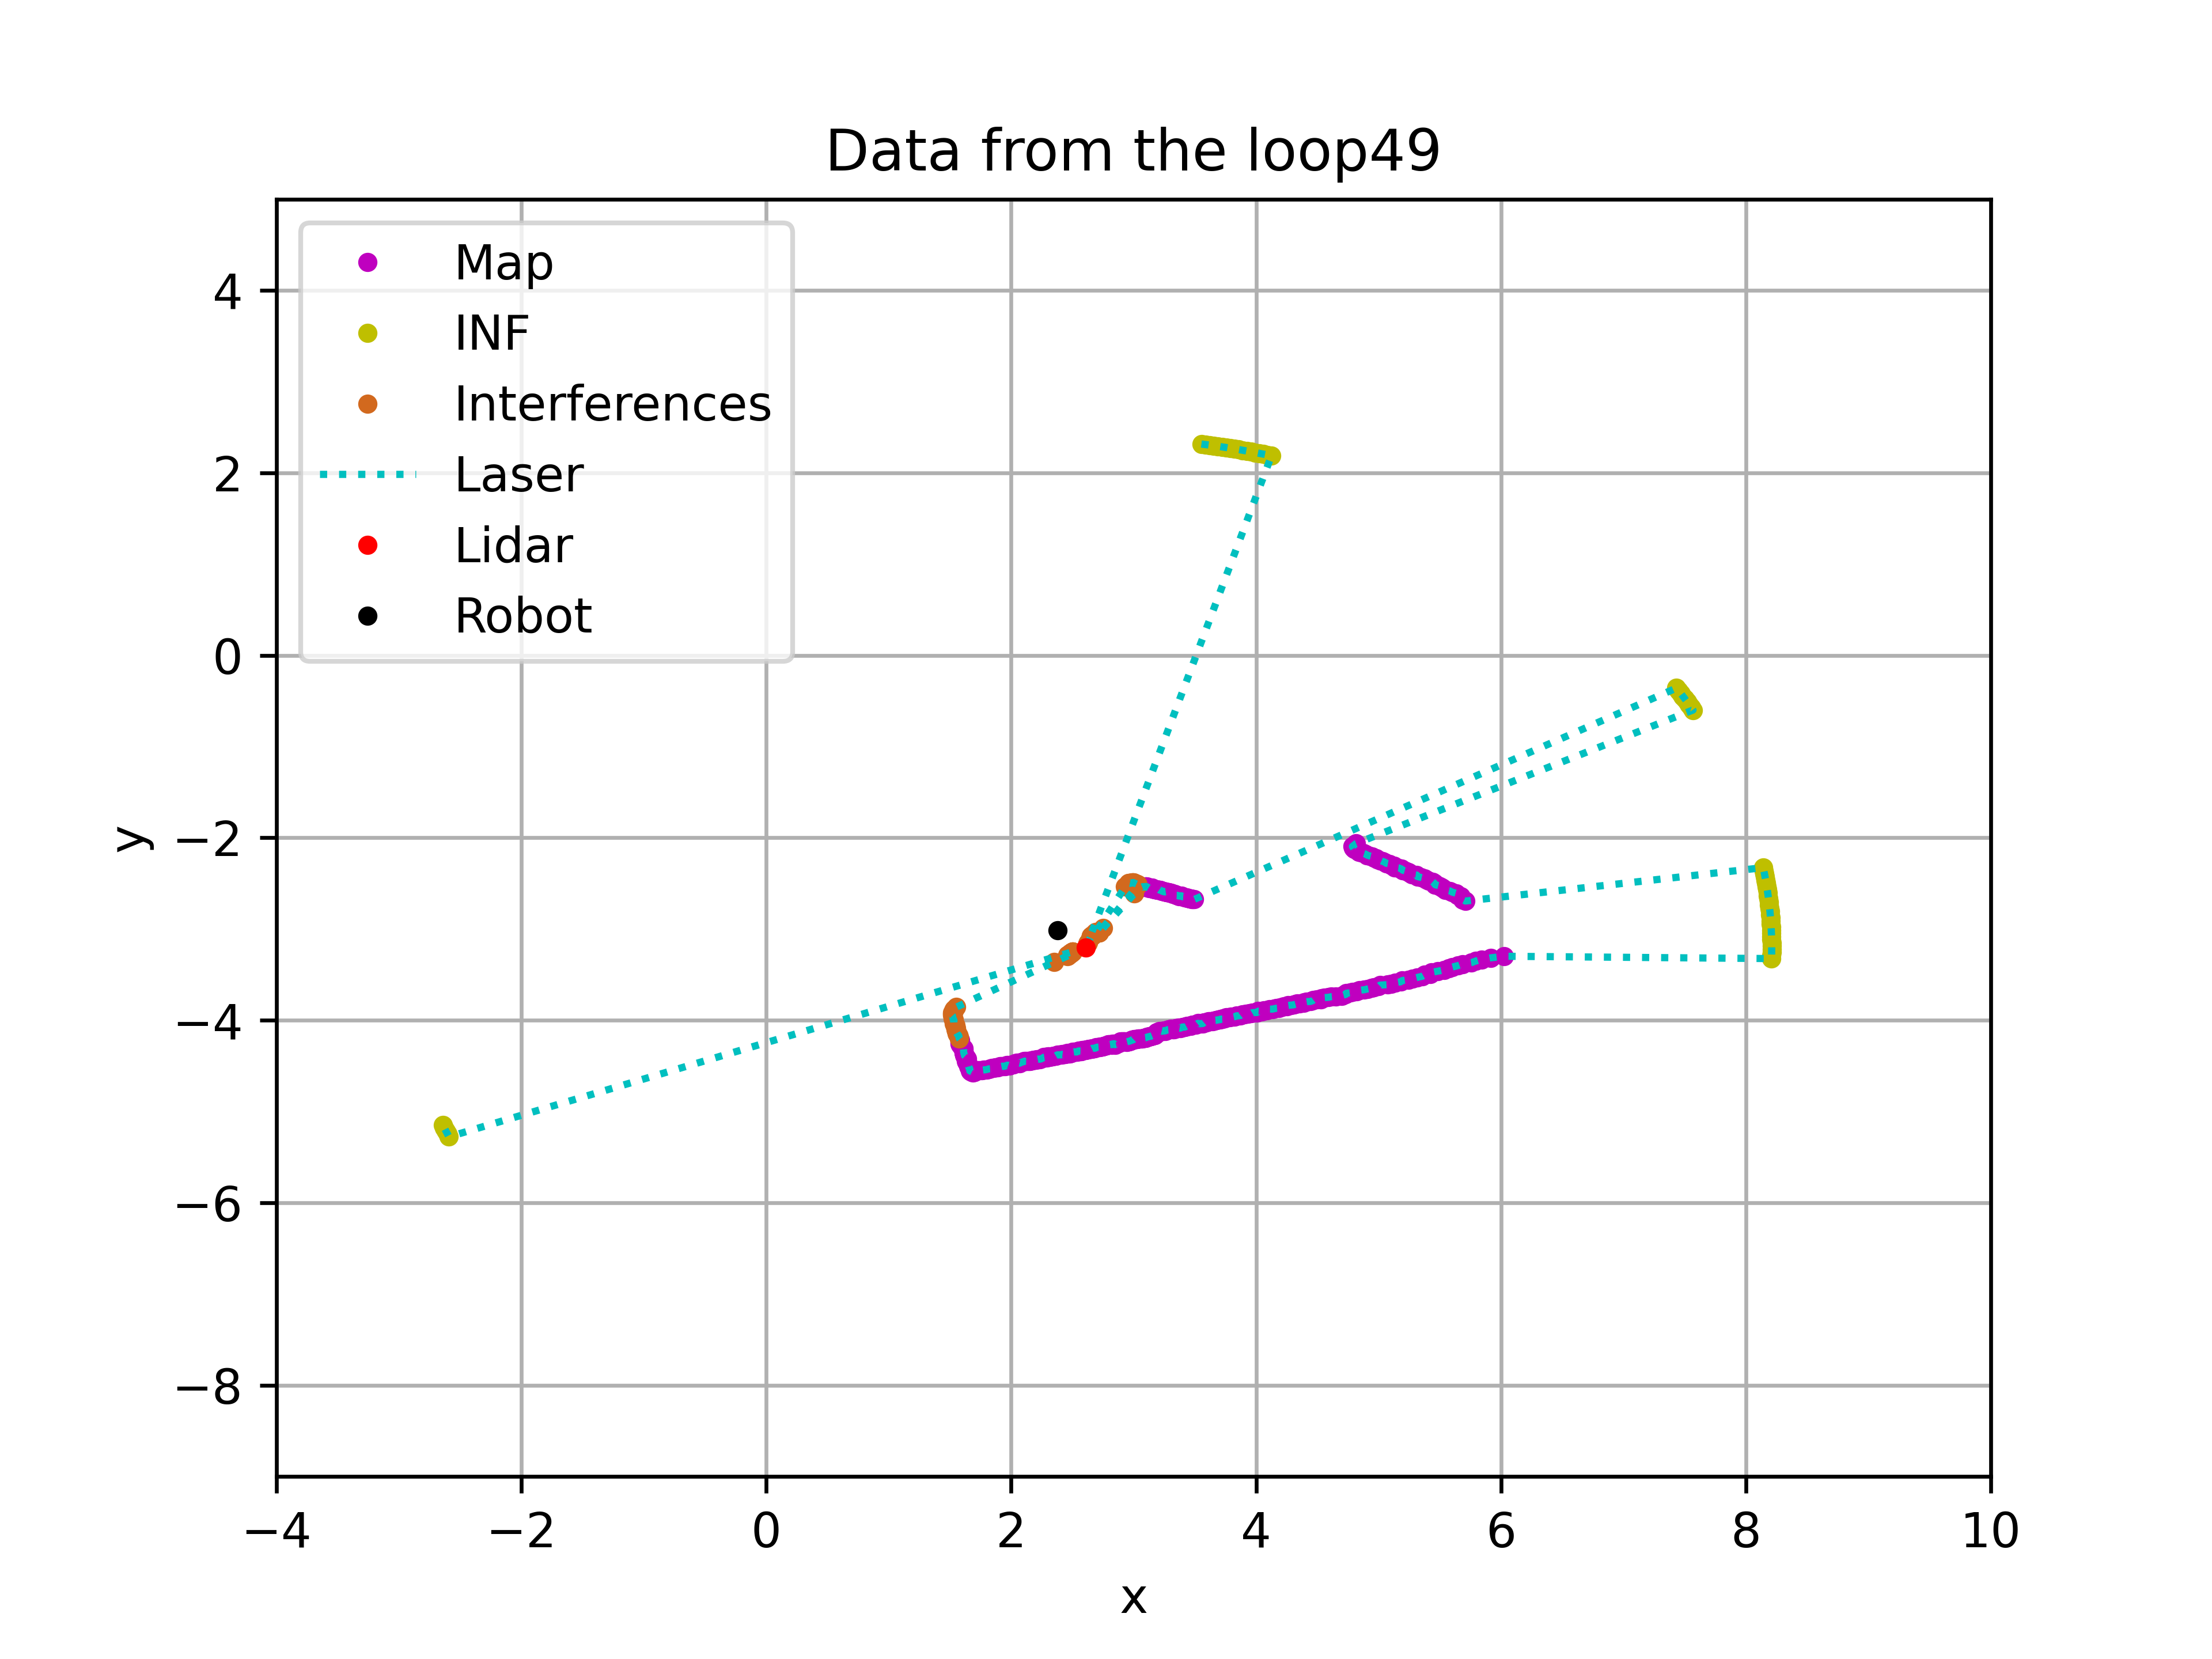 Data from the loop49
Map
INF
Interferences
Laser
Lidar
Robot
4
2
0
−2
−4
−6
−8
y
−4 −2 0 2 4 6 8 10
x